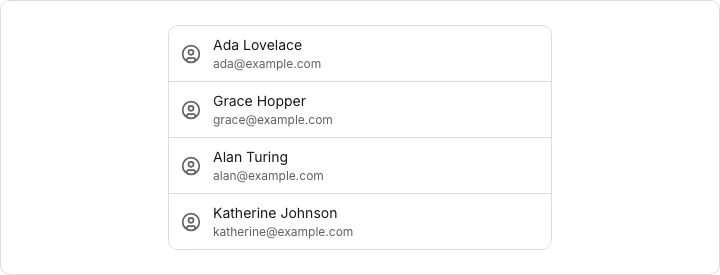 Ada Lovelace
ada@example.com
Grace Hopper
grace@example.com
Alan Turing
alan@example.com
Katherine Johnson
katherine@example.com